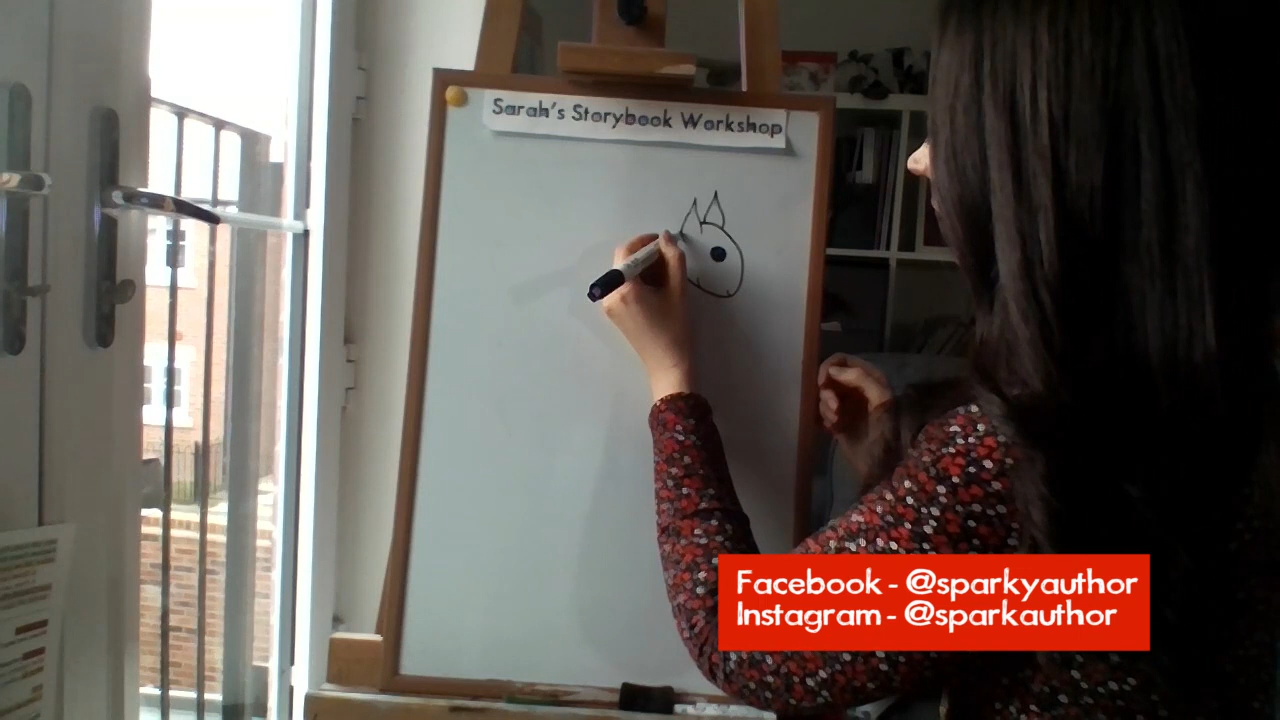 Sarah's Storybook Workshop
Facebook - @sparkyauthor
Instagram - @sparkauthor